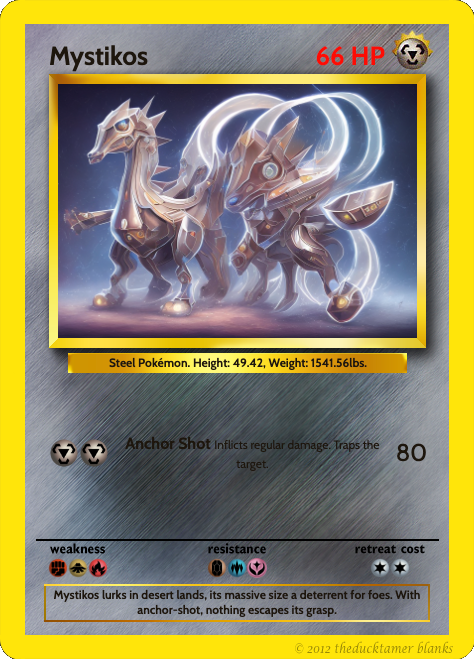 Mystikos 66 HP
Steel Pokémon. Height: 49.42, Weight: 1541.56lbs.
Anchor Shot Inflicts regular damage. Traps the
target. 80
weakness resistance retreat cost
Mystikos lurks in desert lands, its massive size a deterrent for foes. With
anchor-shot, nothing escapes its grasp.
© 2012 theducktamer blanks